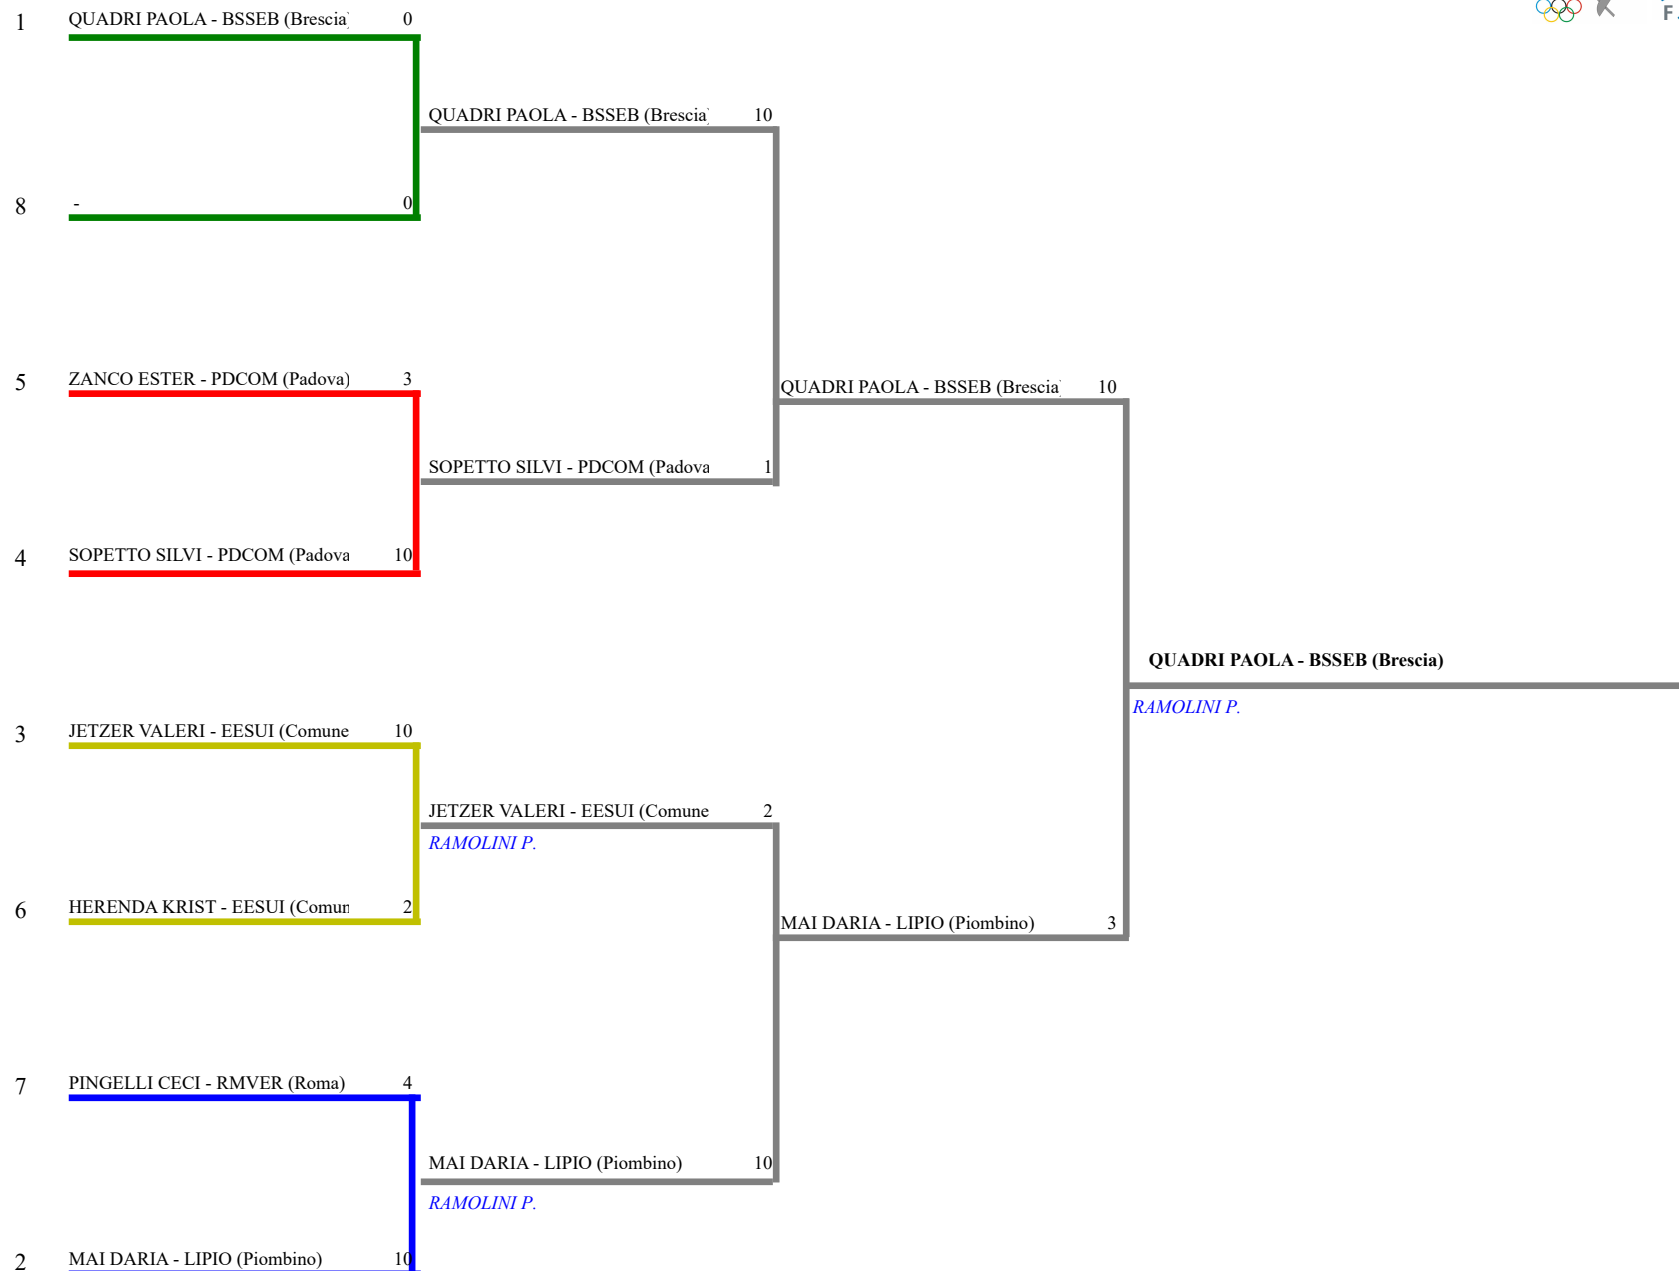 1 QUADRI PAOLA - BSSEB (Brescia) 0
QUADRI PAOLA - BSSEB (Brescia) 10
8 - 0
5 ZANCO ESTER - PDCOM (Padova) 3
QUADRI PAOLA - BSSEB (Brescia) 10
SOPETTO SILVI - PDCOM (Padova 1
4 SOPETTO SILVI - PDCOM (Padova 10
QUADRI PAOLA - BSSEB (Brescia)
RAMOLINI P.
3 JETZER VALERI - EESUI (Comune 10
JETZER VALERI - EESUI (Comune 2
RAMOLINI P.
6 HERENDA KRIST - EESUI (Comun 2
MAI DARIA - LIPIO (Piombino) 3
7 PINGELLI CECI - RMVER (Roma) 4
MAI DARIA - LIPIO (Piombino) 10
RAMOLINI P.
2 MAI DARIA - LIPIO (Piombino) 10